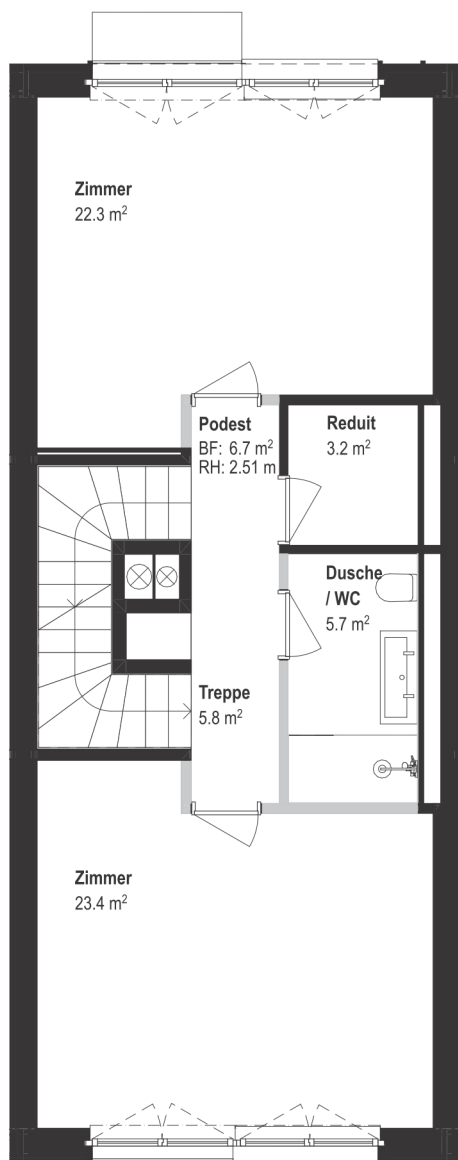 Zimmer
22.3 m²
Podest
BF: 6.7 m²
RH: 2.51 m
Reduit
3.2 m²
Dusche
/ WC
5.7 m²
Treppe
5.8 m²
Zimmer
23.4 m²